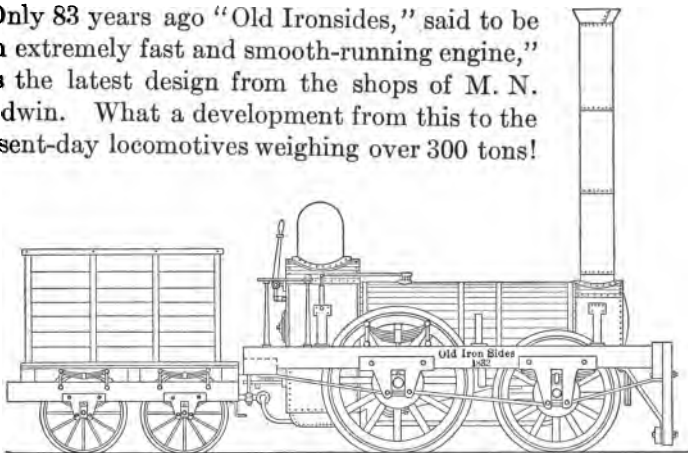 Only 83 years ago “Old Ironsides,” said to be
n extremely fast and smooth-running engine,”
s the latest design from the shops of M. N.
dwin. What a development from this to the
sent-day locomotives weighing over 300 tons!
Old Iron Sides
1832